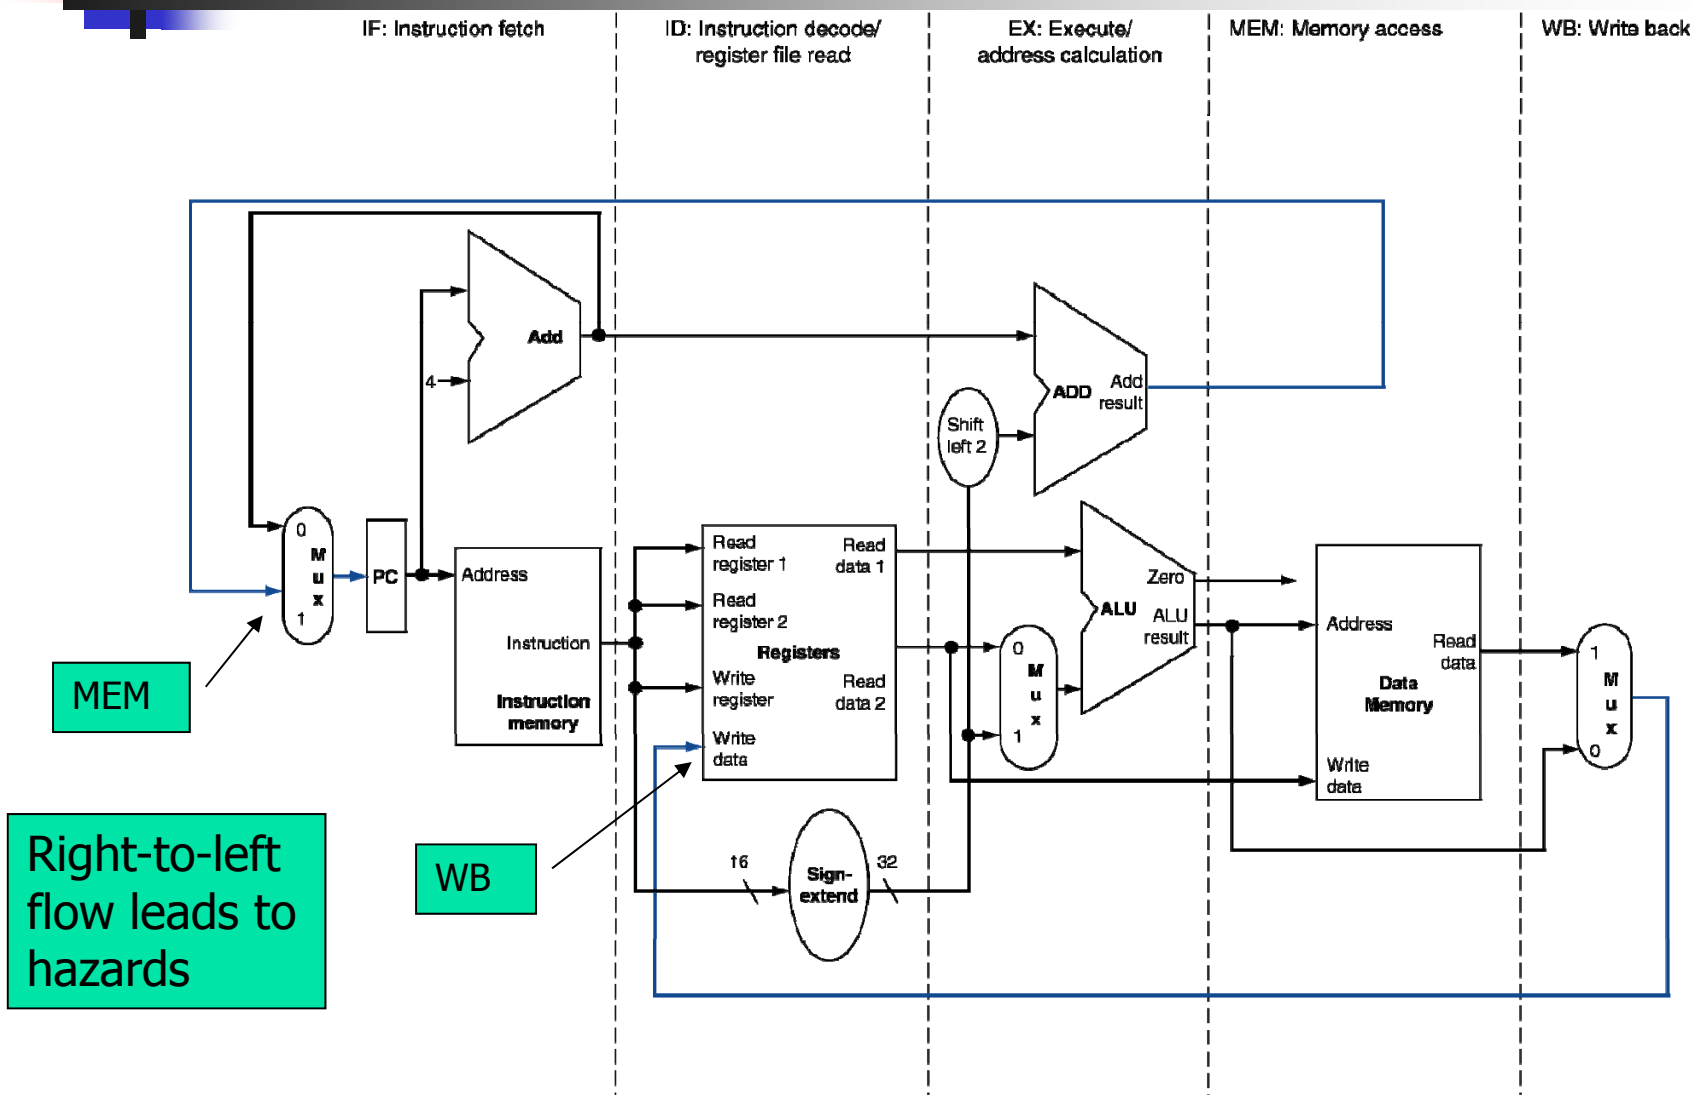 IF: Instruction fetch
ID: Instruction decode/
register file read
EX: Execute/
address calculation
MEM: Memory access
WB: Write back
Add
4
ADD
Add
result
Shift
left 2
0
M
u
x
1
PC
Address
Instruction
Instruction
memory
Read
register 1
Read
register 2
Write
register
Write
data
Registers
Read
data 1
Read
data 2
0
M
u
x
1
Zero
ALU
ALU
result
Address
Write
data
Data
Memory
Read
data
1
M
u
x
0
16
Sign-
extend
32
MEM
WB
Right-to-left
flow leads to
hazards